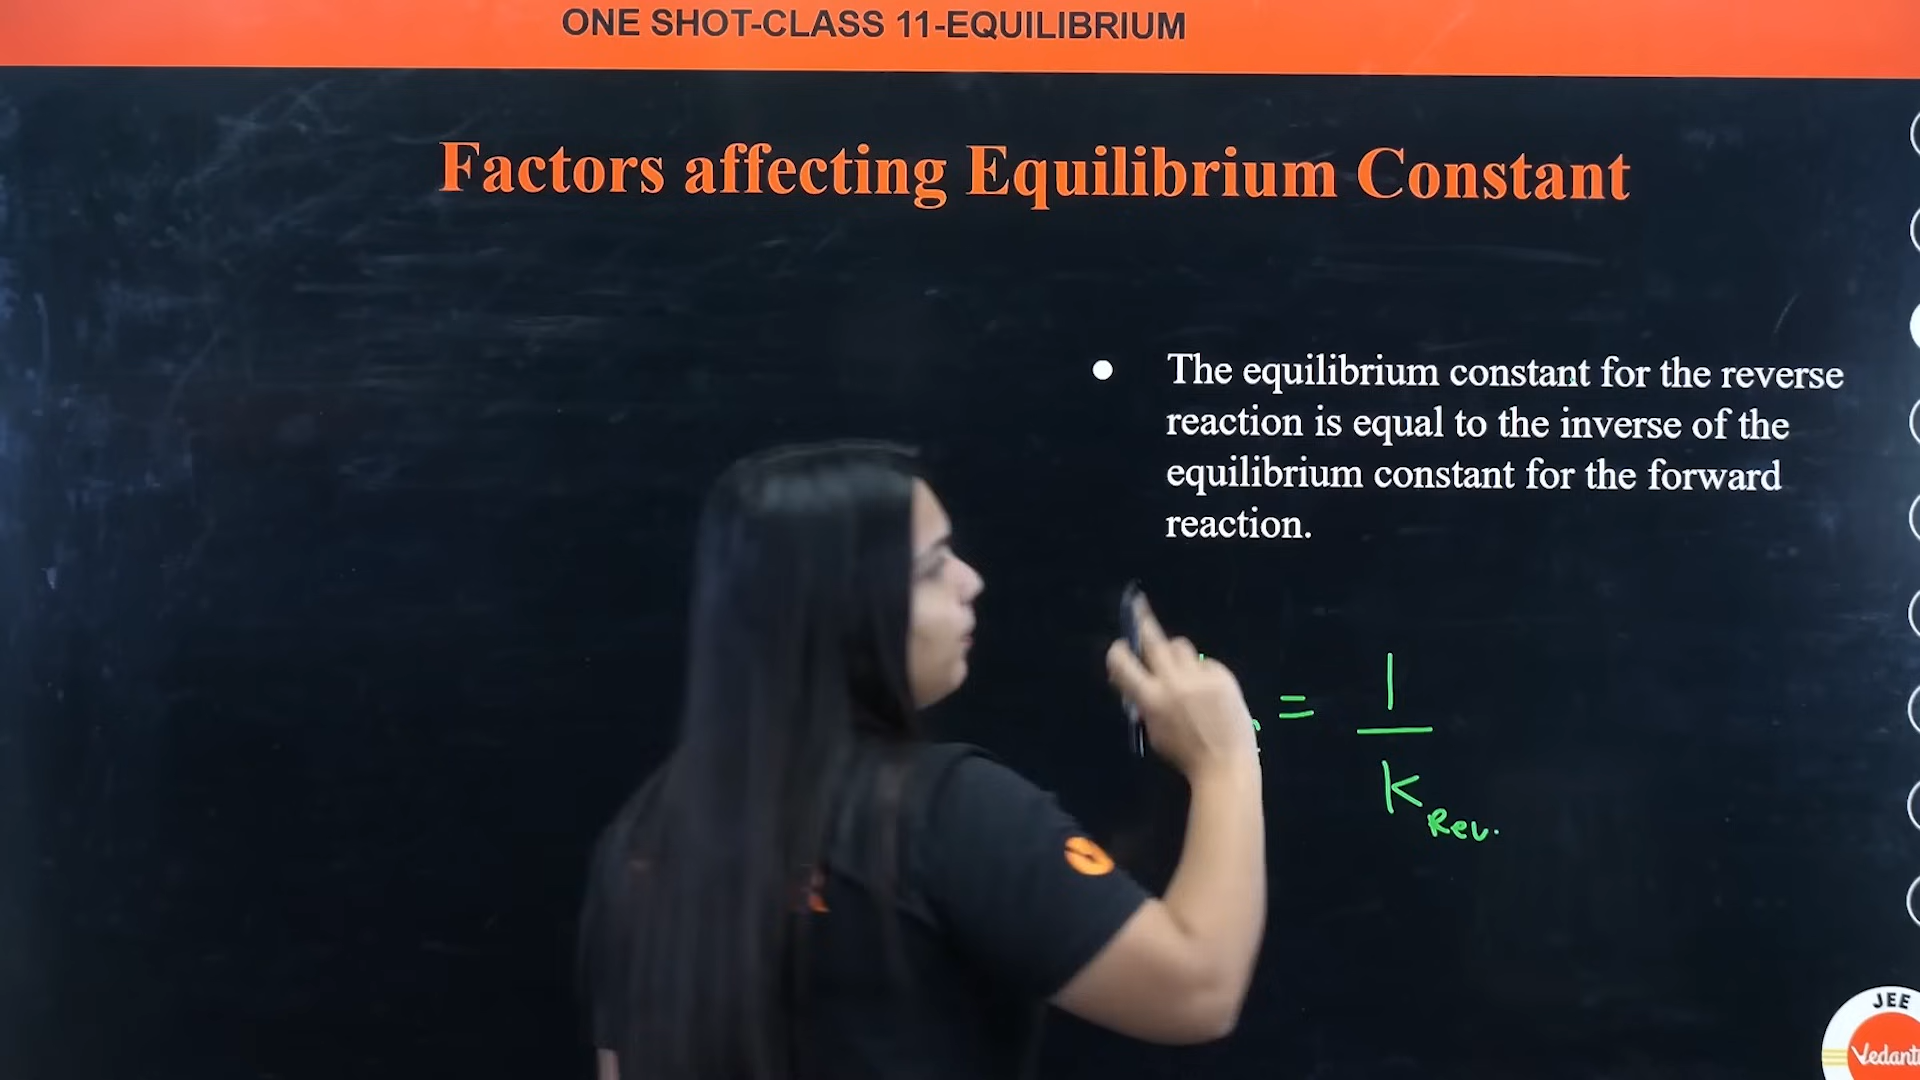 ONE SHOT-CLASS 11-EQUILIBRIUM
Factors affecting Equilibrium Constant
The equilibrium constant for the reverse
reaction is equal to the inverse of the
equilibrium constant for the forward
reaction.
= 1
K Rev.
JEE